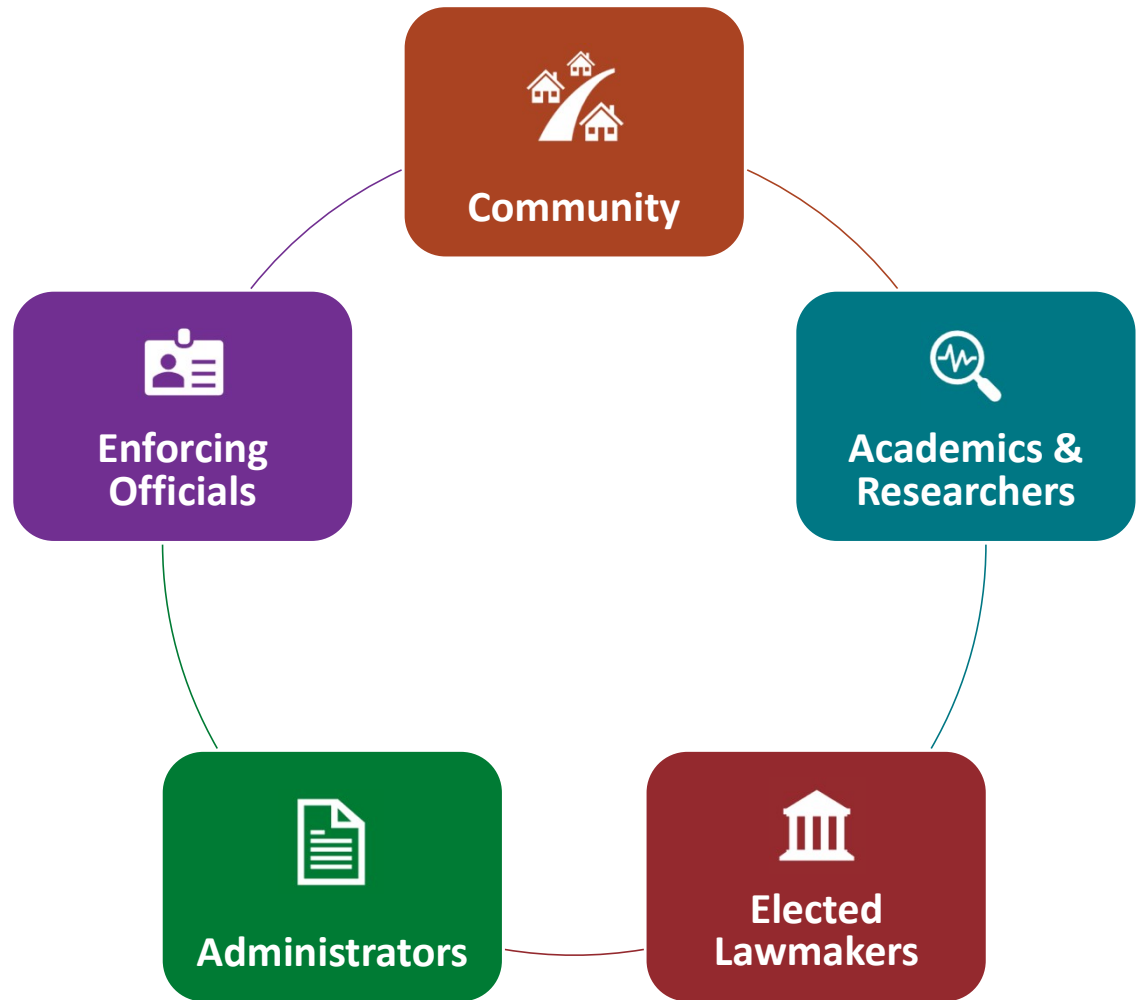 Community
Academics &
Researchers
Elected
Lawmakers
Administrators
Enforcing
Officials